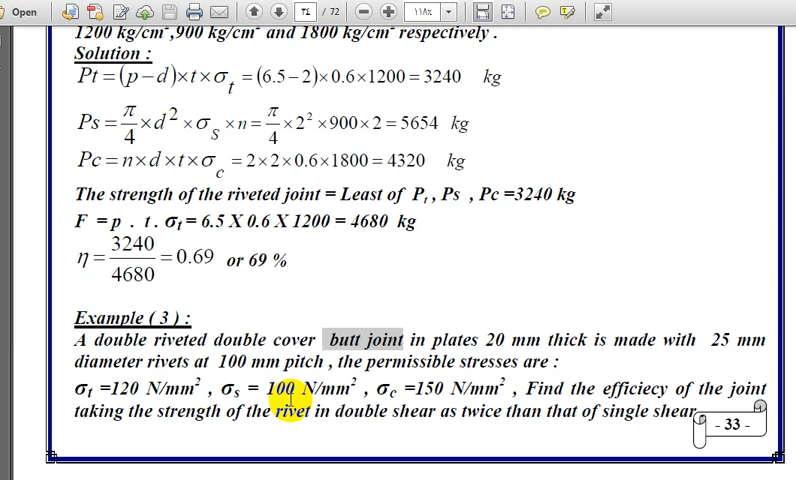 Open
٣٤ / 72
١١٨٪
1200 kg/cm²,900 kg/cm² and 1800 kg/cm² respectively .
Solution :
Pt = (p−d)×t×σt = (6.5−2)×0.6×1200 = 3240 kg
Ps = π/4 ×d² ×σS ×n = π/4 ×2² ×900×2 = 5654 kg
Pc = n×d×t×σc = 2×2×0.6×1800 = 4320 kg
The strength of the riveted joint = Least of Pt , Ps , Pc =3240 kg
F = p . t . σt = 6.5 X 0.6 X 1200 = 4680 kg
η = 3240/4680 = 0.69 or 69 %
Example ( 3 ) :
A double riveted double cover butt joint in plates 20 mm thick is made with 25 mm
diameter rivets at 100 mm pitch , the permissible stresses are :
σt =120 N/mm² , σs = 100 N/mm² , σc =150 N/mm² , Find the efficiecy of the joint
taking the strength of the rivet in double shear as twice than that of single shear
- 33 -